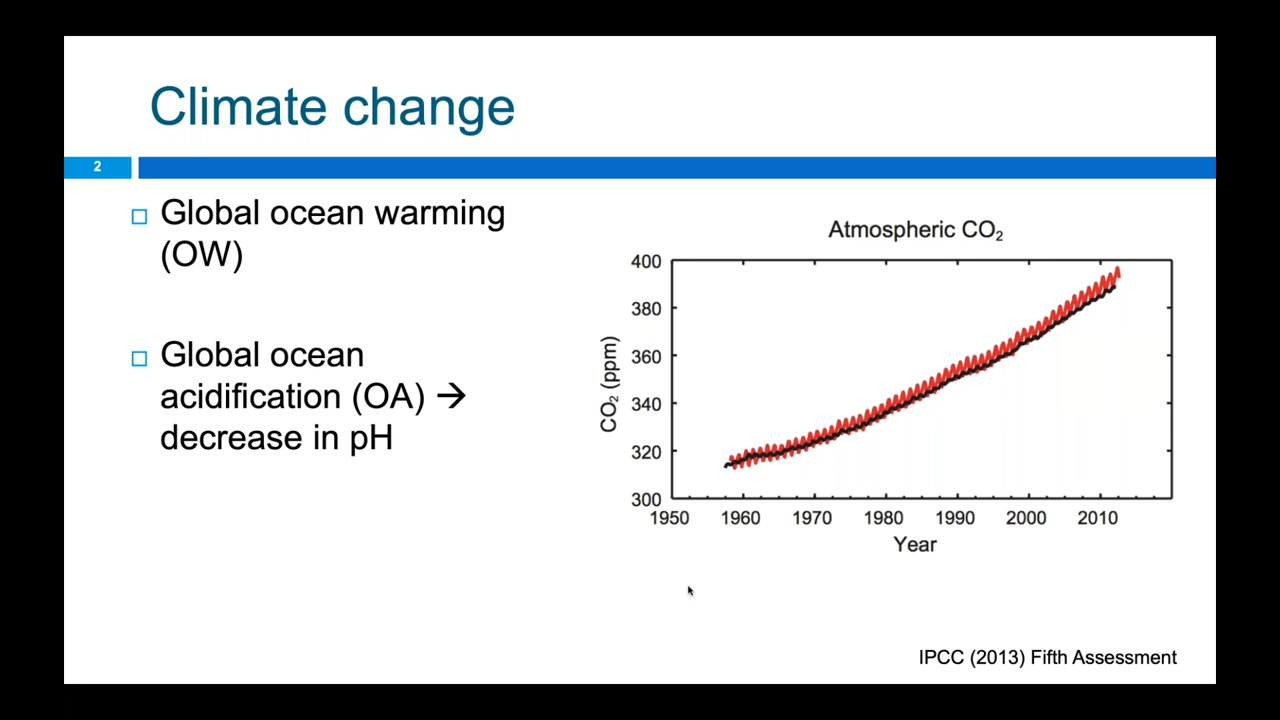 Climate change
2
Global ocean warming
(OW)
Global ocean
acidification (OA) →
decrease in pH
Atmospheric CO₂
400
380
360
340
320
300
CO₂ (ppm)
1950 1960 1970 1980 1990 2000 2010
Year
IPCC (2013) Fifth Assessment